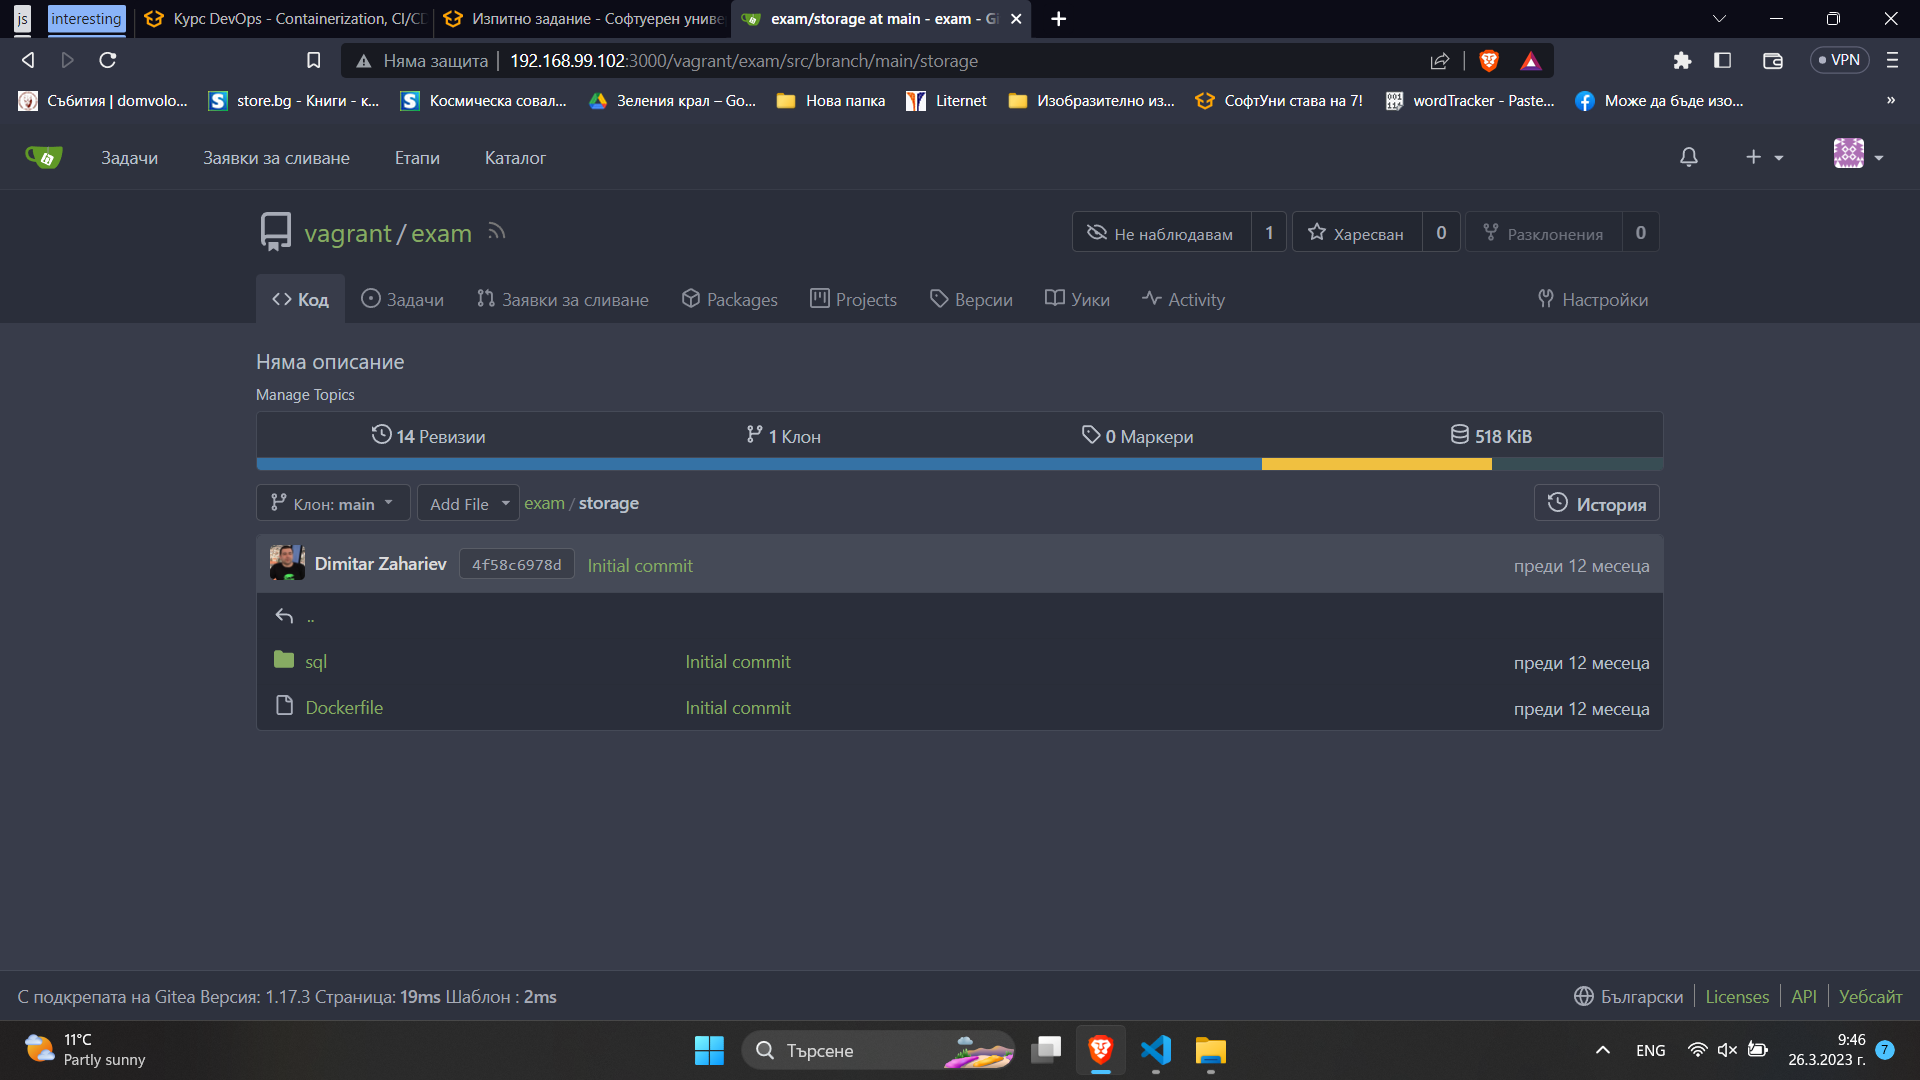 js
interesting
Курс DevOps - Containerization, CI/CD
Изпитно задание - Софтуерен униве
exam/storage at main - exam - Gi
Няма защита
192.168.99.102:3000/vagrant/exam/src/branch/main/storage
VPN
Събития | domvolo...
store.bg - Книги - к...
Космическа совал...
Зеления крал – Go...
Нова папка
Liternet
Изобразително из...
СофтУни става на 7!
wordTracker - Paste...
Може да бъде изо...
»
Задачи
Заявки за сливане
Етапи
Каталог
vagrant / exam
Не наблюдавам 1
Харесван 0
Разклонения 0
Код
Задачи
Заявки за сливане
Packages
Projects
Версии
Уики
Activity
Настройки
Няма описание
Manage Topics
14 Ревизии
1 Клон
0 Маркери
518 KiB
Клон: main
Add File
exam / storage
История
Dimitar Zahariev 4f58c6978d Initial commit преди 12 месеца
..
sql Initial commit преди 12 месеца
Dockerfile Initial commit преди 12 месеца
С подкрепата на Gitea Версия: 1.17.3 Страница: 19ms Шаблон : 2ms
Български
Licenses
API
Уебсайт
11°C
Partly sunny
Търсене
ENG
9:46
26.3.2023 г.
7